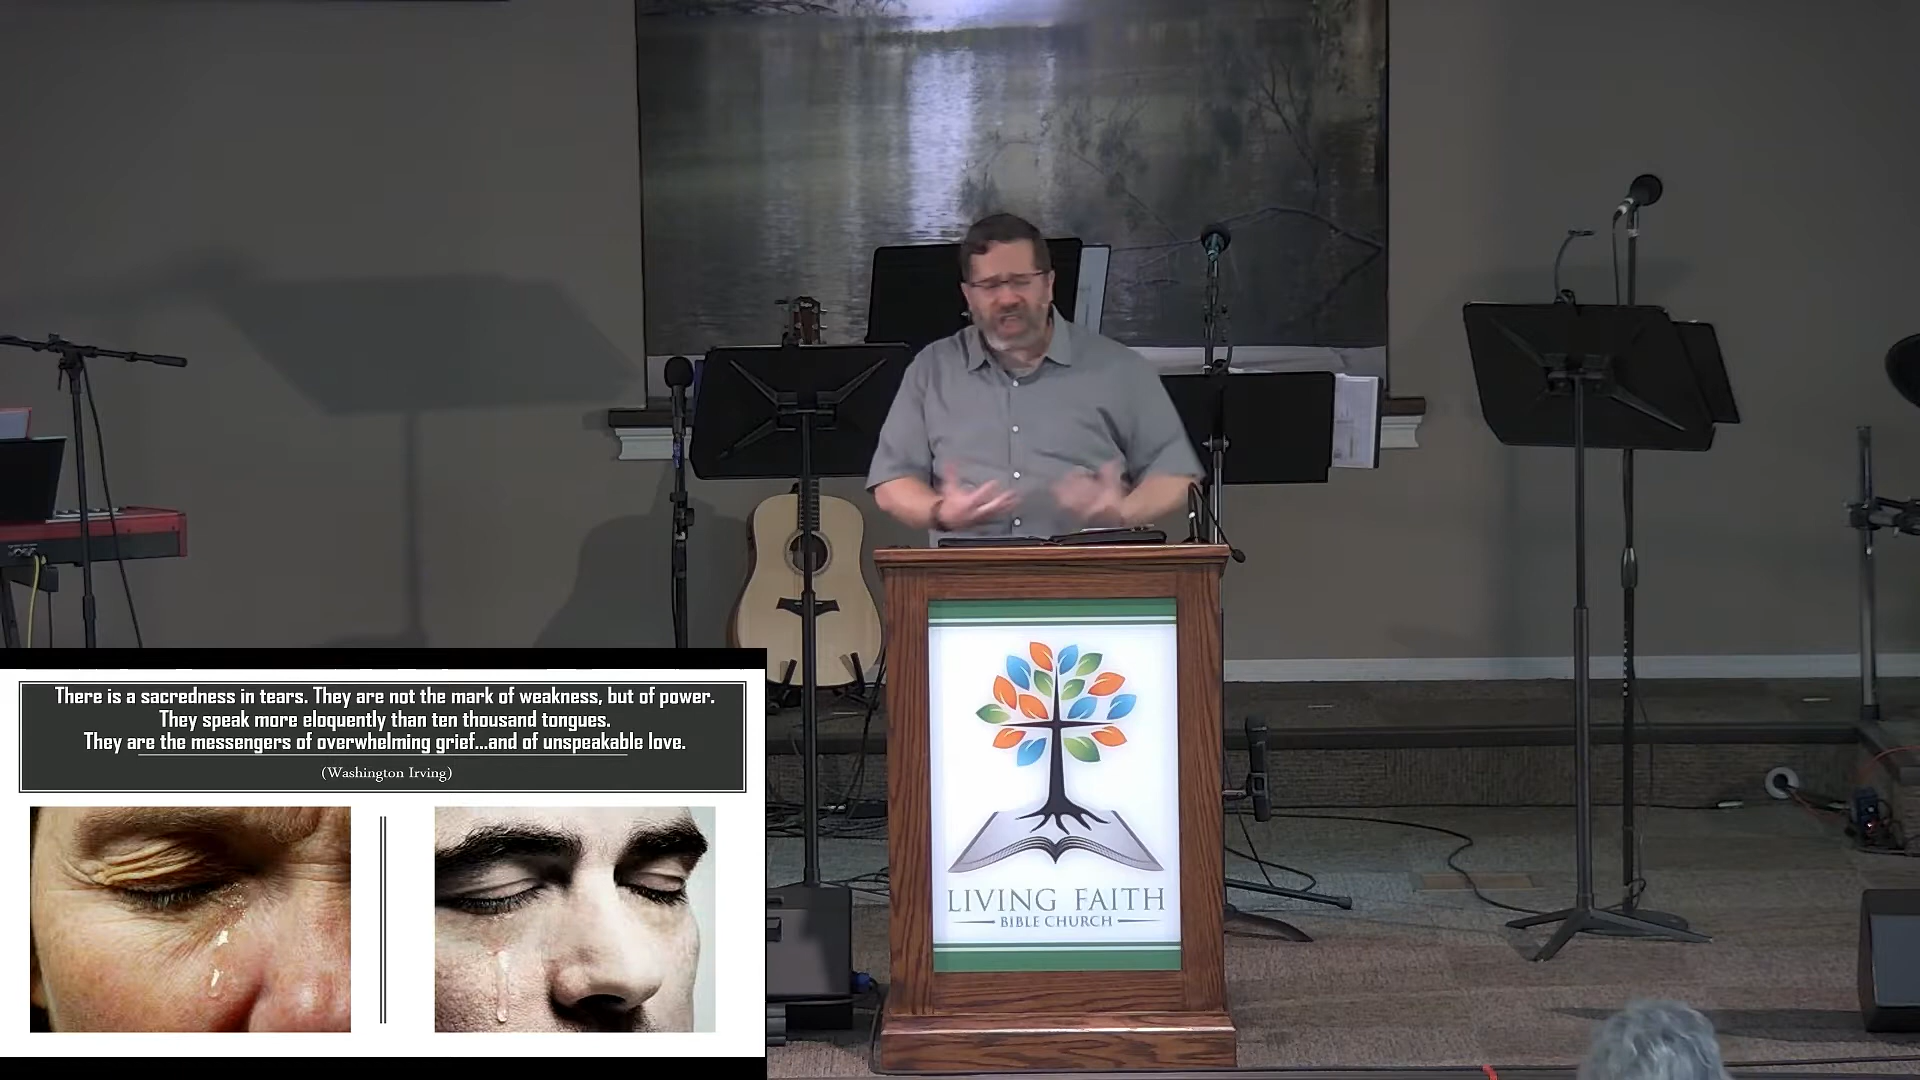 There is a sacredness in tears. They are not the mark of weakness, but of power.
They speak more eloquently than ten thousand tongues.
They are the messengers of overwhelming grief...and of unspeakable love.
(Washington Irving)
LIVING FAITH
BIBLE CHURCH